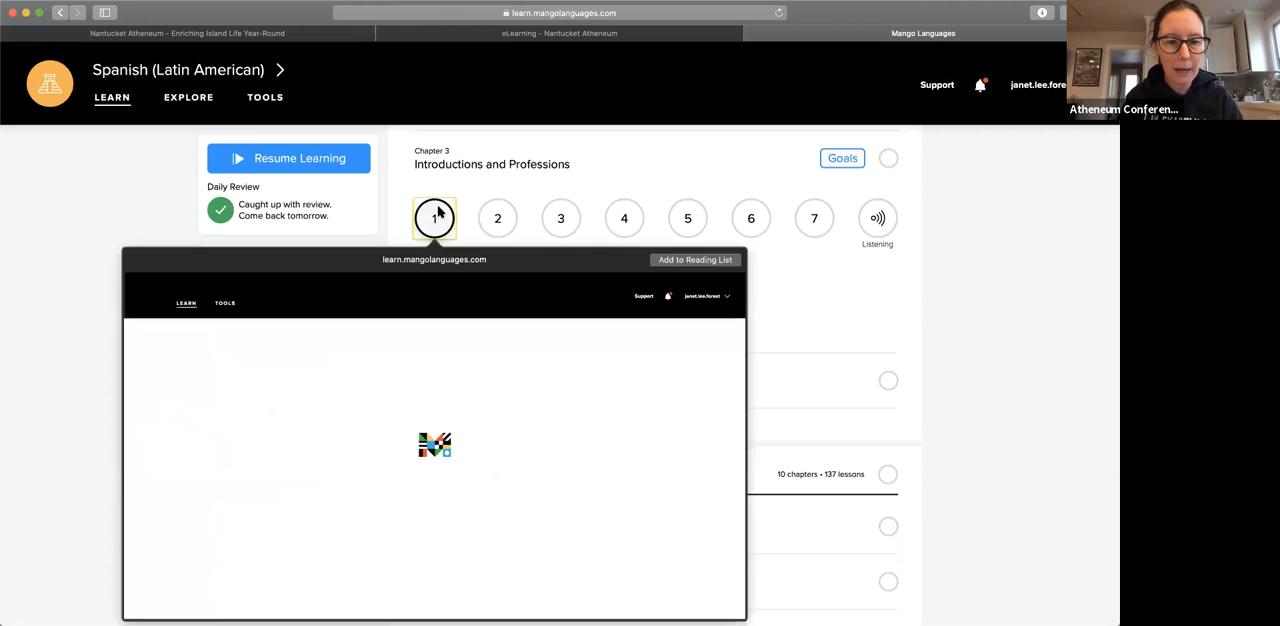 learn.mangolanguages.com
Nantucket Atheneum - Enriching Island Life Year-Round
eLearning - Nantucket Atheneum
Mango Languages
Spanish (Latin American)
LEARN
EXPLORE
TOOLS
Support
janet.lee.fore
Atheneum Conferen...
Resume Learning
Daily Review
Caught up with review.
Come back tomorrow.
Chapter 3
Introductions and Professions
Goals
1
2
3
4
5
6
7
Listening
learn.mangolanguages.com
Add to Reading List
LEARN
TOOLS
Support
janet.lee.forest
10 chapters • 137 lessons